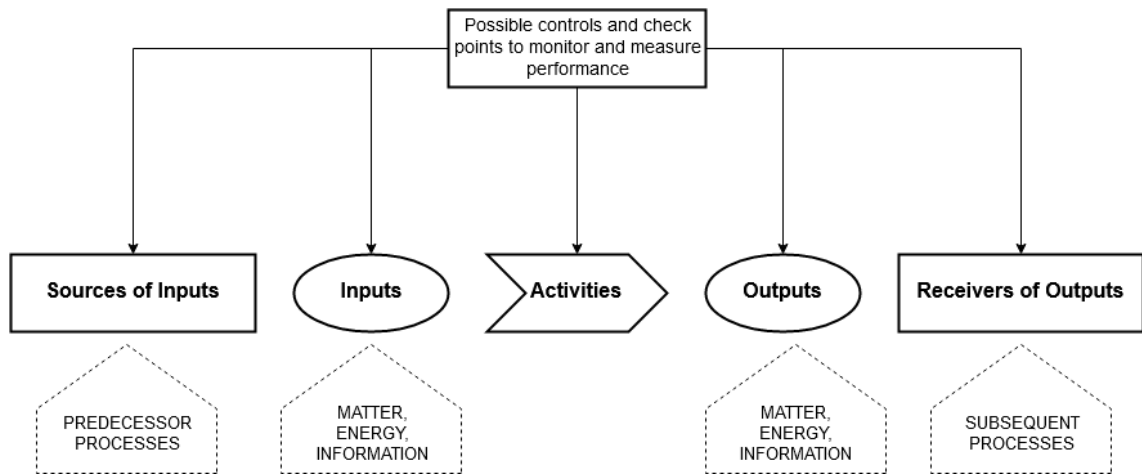 Possible controls and check
points to monitor and measure
performance
Sources of Inputs
Inputs
Activities
Outputs
Receivers of Outputs
PREDECESSOR
PROCESSES
MATTER,
ENERGY,
INFORMATION
MATTER,
ENERGY,
INFORMATION
SUBSEQUENT
PROCESSES